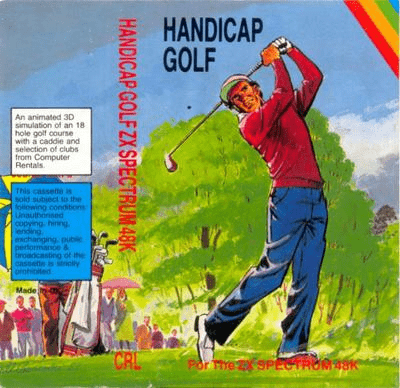 HANDICAP
GOLF
HANDICAP GOLF ZX SPECTRUM 48K
An animated 3D
simulation of an 18
hole golf course
with a caddie and
selection of clubs
from Computer
Rentals.
This cassette is
sold subject to the
following conditions:
Unauthorised
copying, hiring,
lending,
exchanging, public
performance &
broadcasting of the
cassette is strictly
prohibited
Made in UK
CRL
For The ZX SPECTRUM 48K